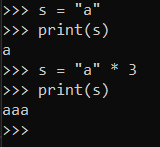 >>> s = "a"
>>> print(s)
a
>>> s = "a" * 3
>>> print(s)
aaa
>>>